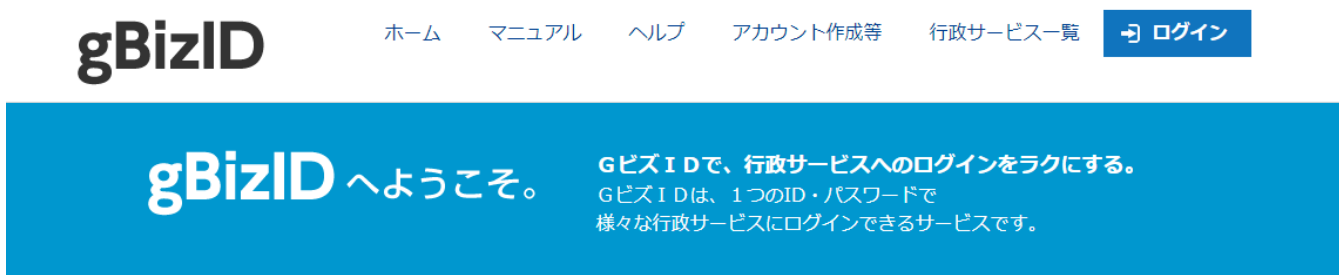 gBizID
ホーム マニュアル ヘルプ アカウント作成等 行政サービス一覧 ログイン
gBizID へようこそ。
GビズIDで、行政サービスへのログインをラクにする。
GビズIDは、1つのID・パスワードで
様々な行政サービスにログインできるサービスです。